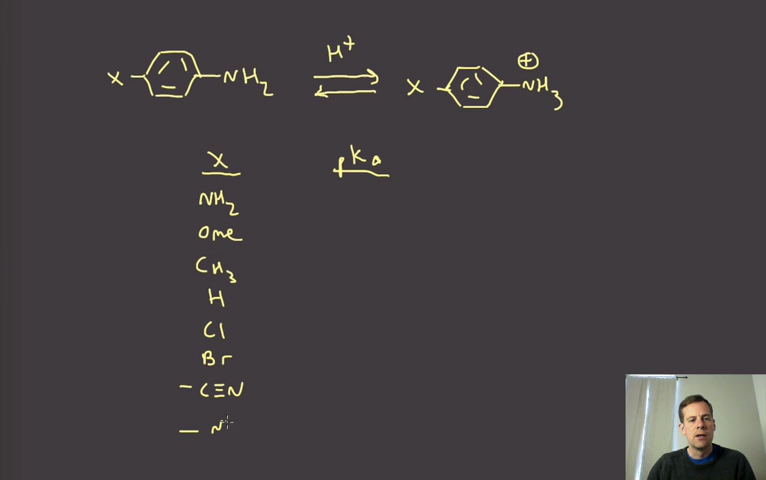 X NH₂ H⁺ X ⊕ NH₃
X pKa
NH₂
OMe
CH₃
H
Cl
Br
-C≡N
— N